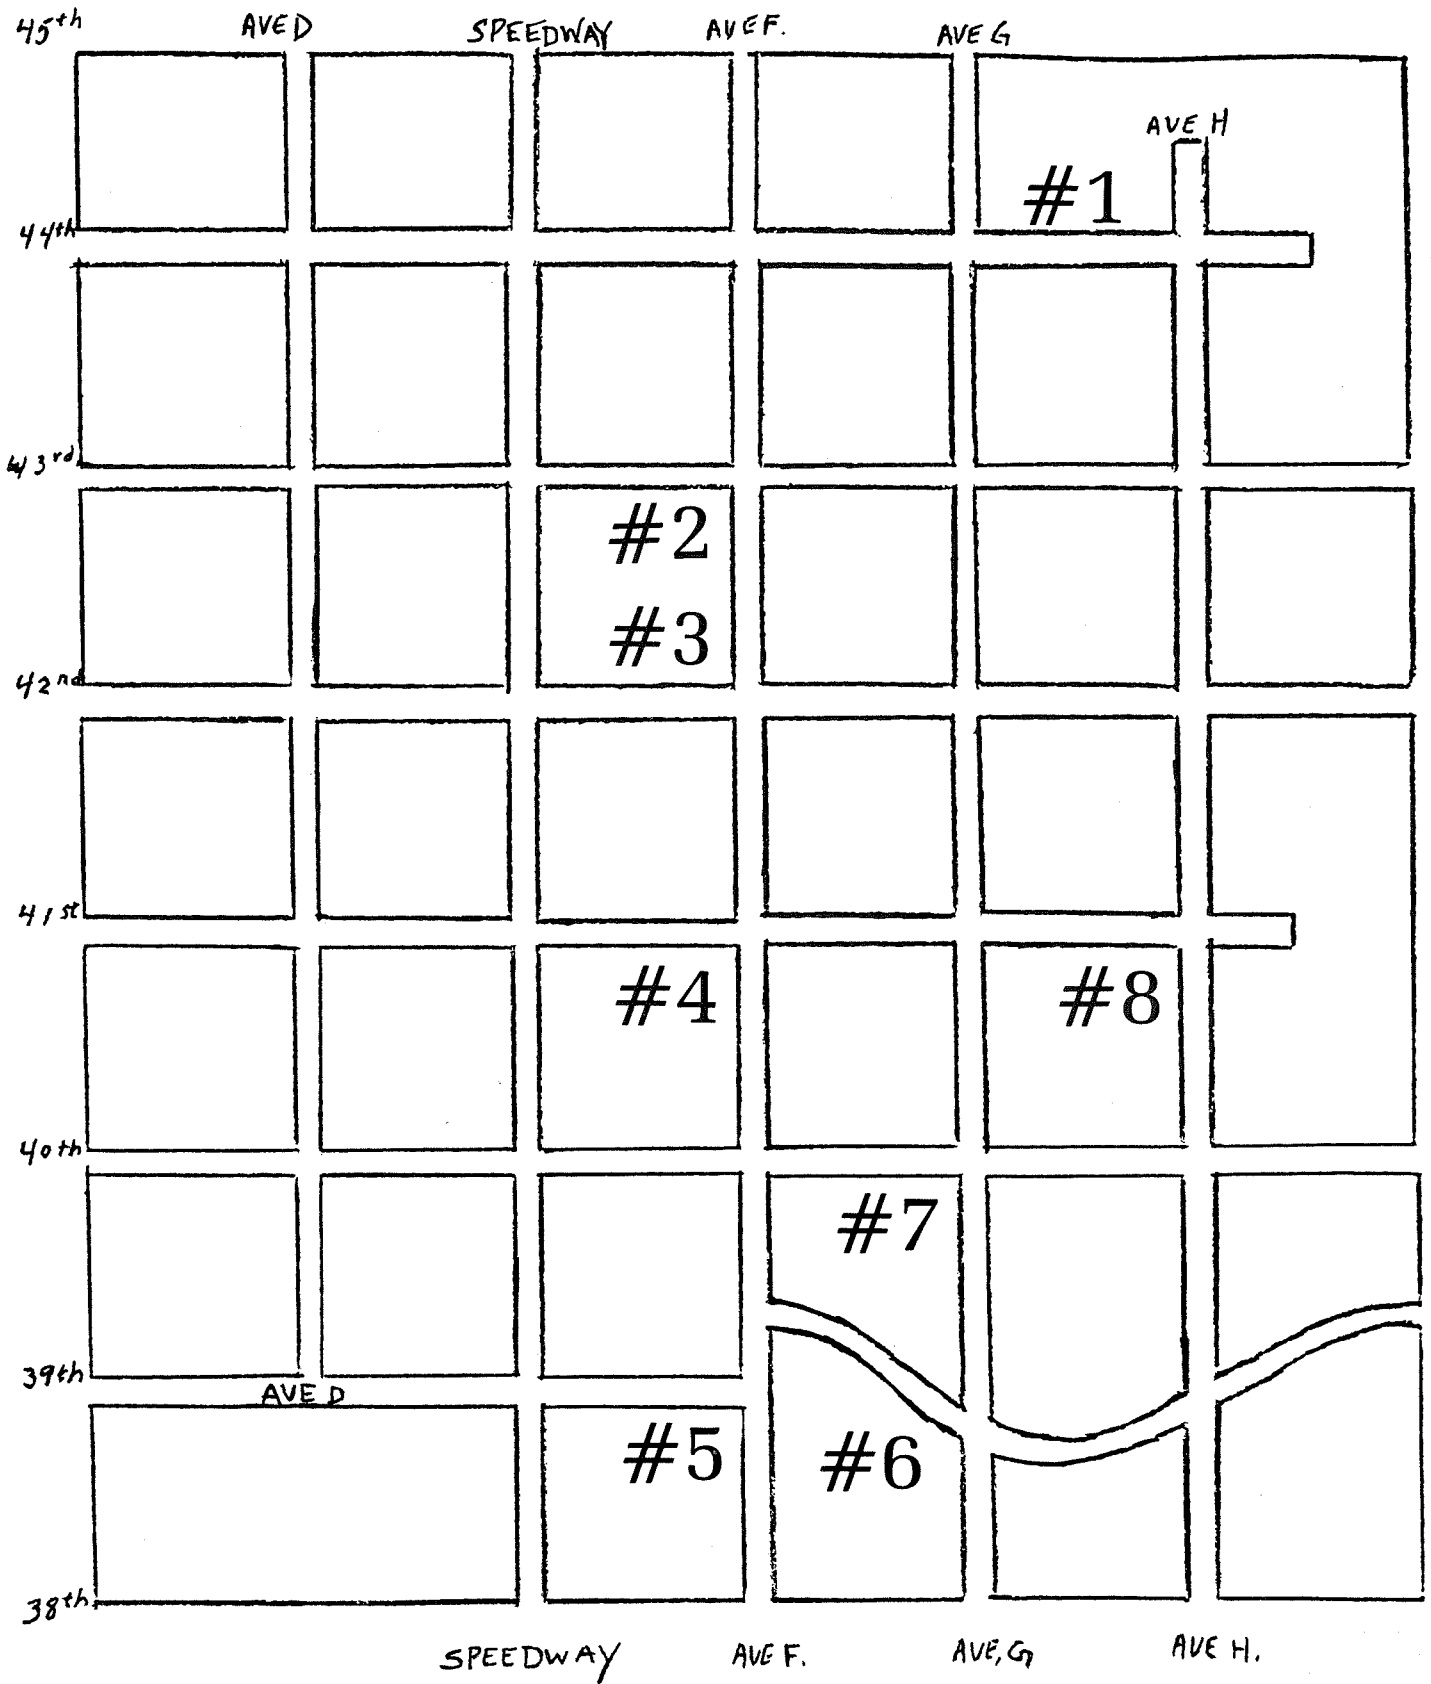 45th AVE D SPEEDWAY AVE F. AVE G
AVE H
#1
44th
43rd
#2
#3
42nd
41st
#4 #8
40th
#7
39th
AVE D
#5 #6
38th
SPEEDWAY AVE F. AVE, G AVE H.